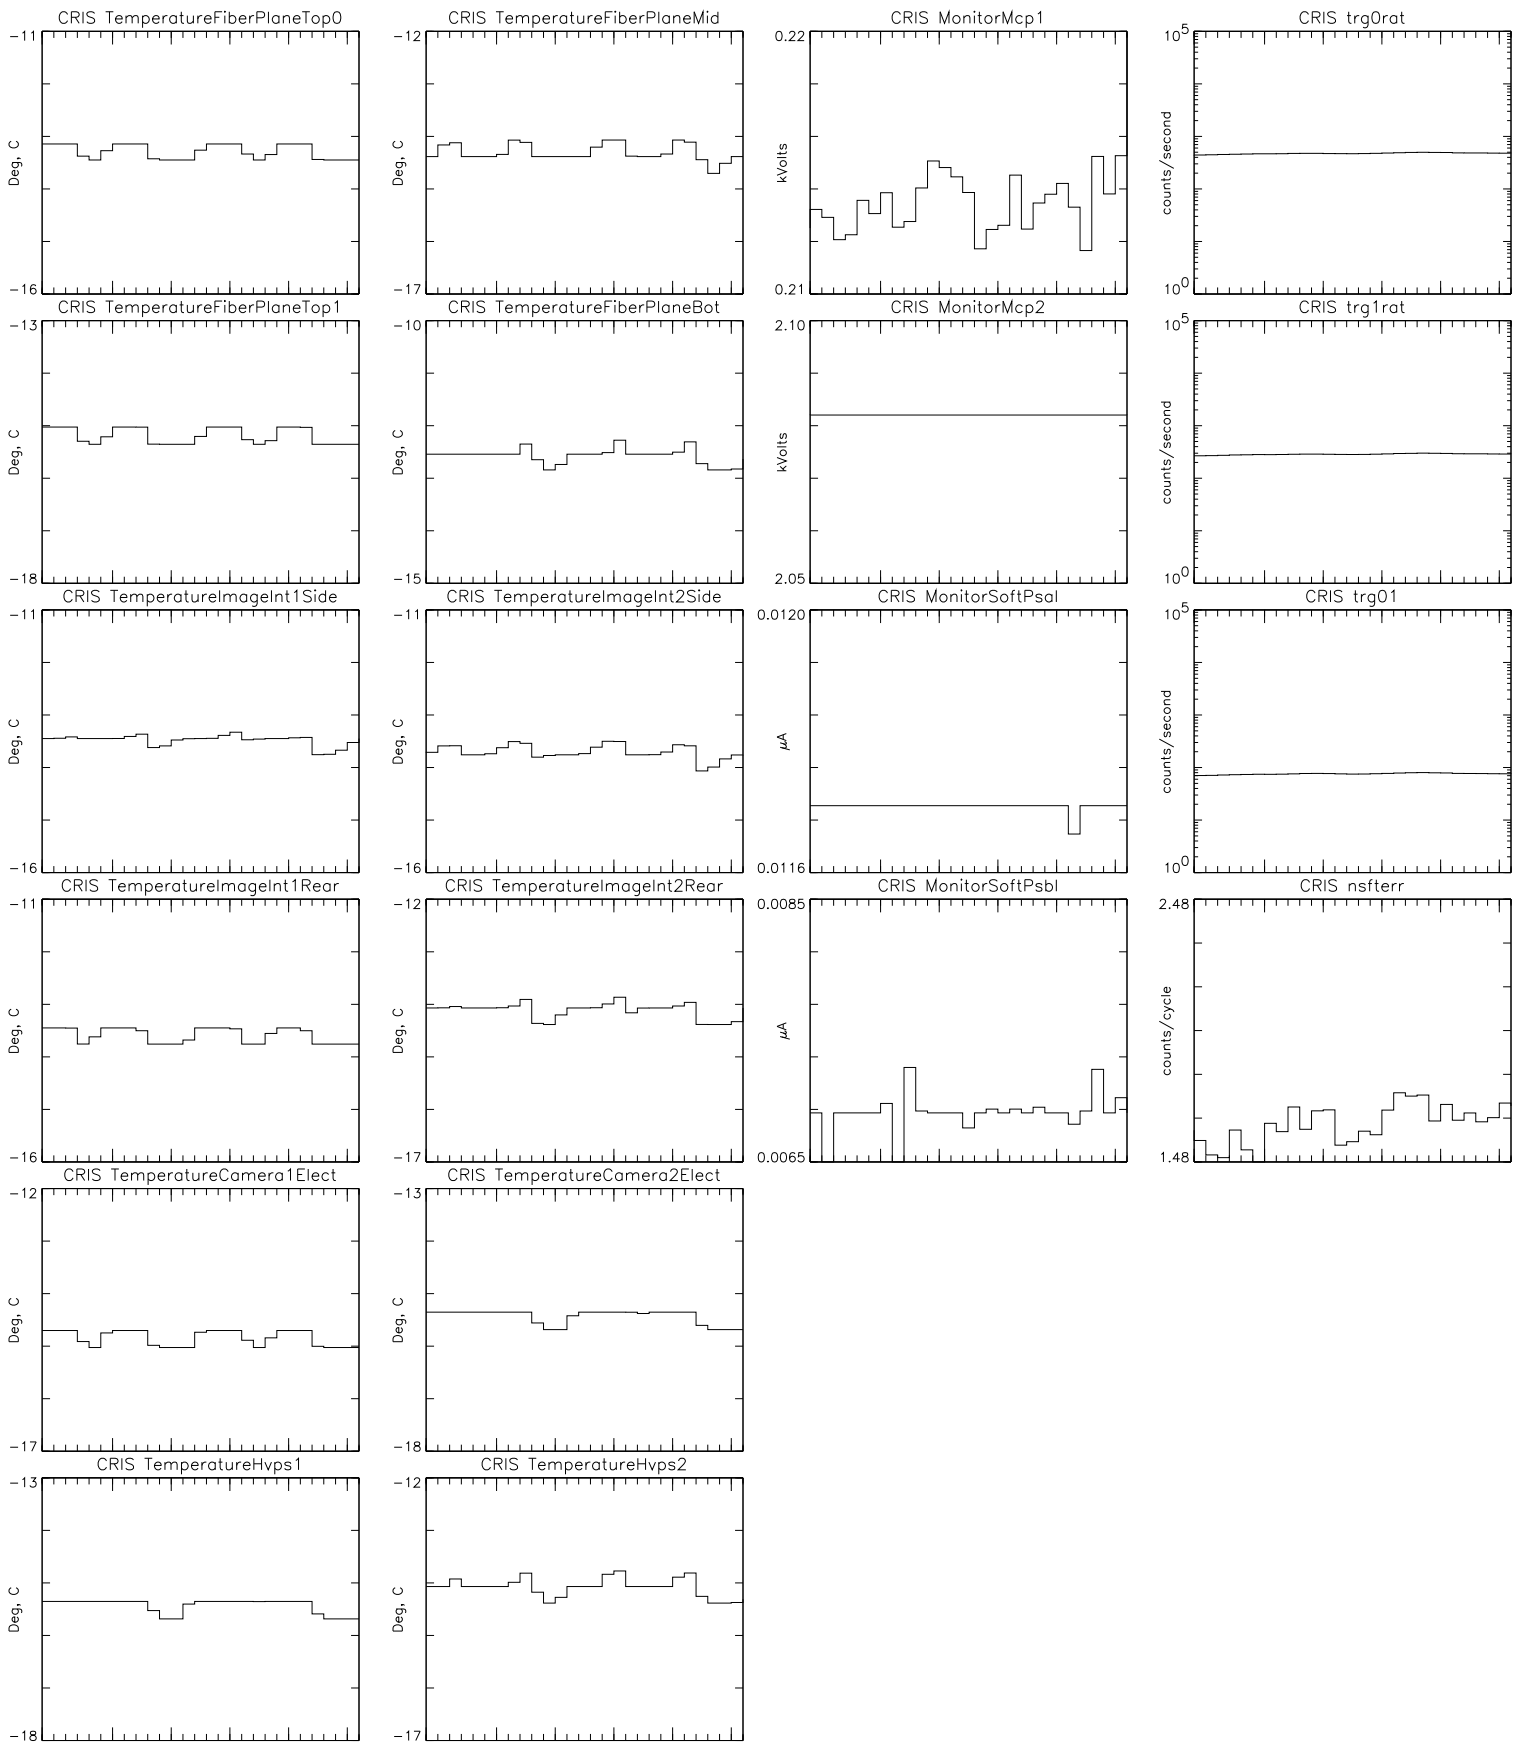 CRIS TemperatureFiberPlaneTop0
CRIS TemperatureFiberPlaneMid
CRIS MonitorMcp1
CRIS trg0rat
-11
Deg, C
-16
-12
Deg, C
-17
0.22
kVolts
0.21
10^5
counts/second
10^0
CRIS TemperatureFiberPlaneTop1
CRIS TemperatureFiberPlaneBot
CRIS MonitorMcp2
CRIS trg1rat
-13
Deg, C
-18
-10
Deg, C
-15
2.10
kVolts
2.05
10^5
counts/second
10^0
CRIS TemperatureImageInt1Side
CRIS TemperatureImageInt2Side
CRIS MonitorSoftPsaI
CRIS trg01
-11
Deg, C
-16
-11
Deg, C
-16
0.0120
μA
0.0116
10^5
counts/second
10^0
CRIS TemperatureImageInt1Rear
CRIS TemperatureImageInt2Rear
CRIS MonitorSoftPsbI
CRIS nsfterr
-11
Deg, C
-16
-12
Deg, C
-17
0.0085
μA
0.0065
2.48
counts/cycle
1.48
CRIS TemperatureCamera1Elect
CRIS TemperatureCamera2Elect
-12
Deg, C
-17
-13
Deg, C
-18
CRIS TemperatureHvps1
CRIS TemperatureHvps2
-13
Deg, C
-18
-12
Deg, C
-17